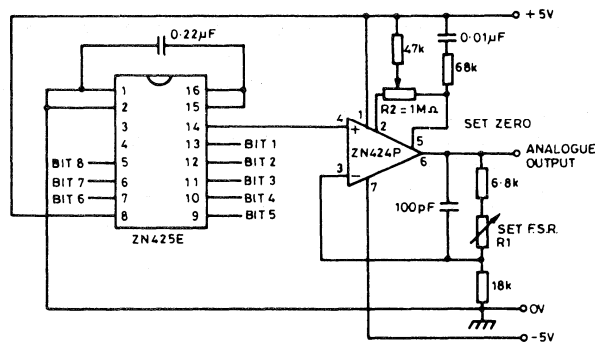 +5V
0·22µF
0·01µF
47k
68k
R2=1MΩ
1
2
3
4
5
6
7
8
16
15
14
13
12
11
10
9
BIT 8
BIT 7
BIT 6
BIT 1
BIT 2
BIT 3
BIT 4
BIT 5
ZN425E
4
+
3
−
1
2
5
6
7
ZN424P
SET ZERO
ANALOGUE
OUTPUT
100pF
6·8k
SET F.S.R.
R1
18k
0V
-5V